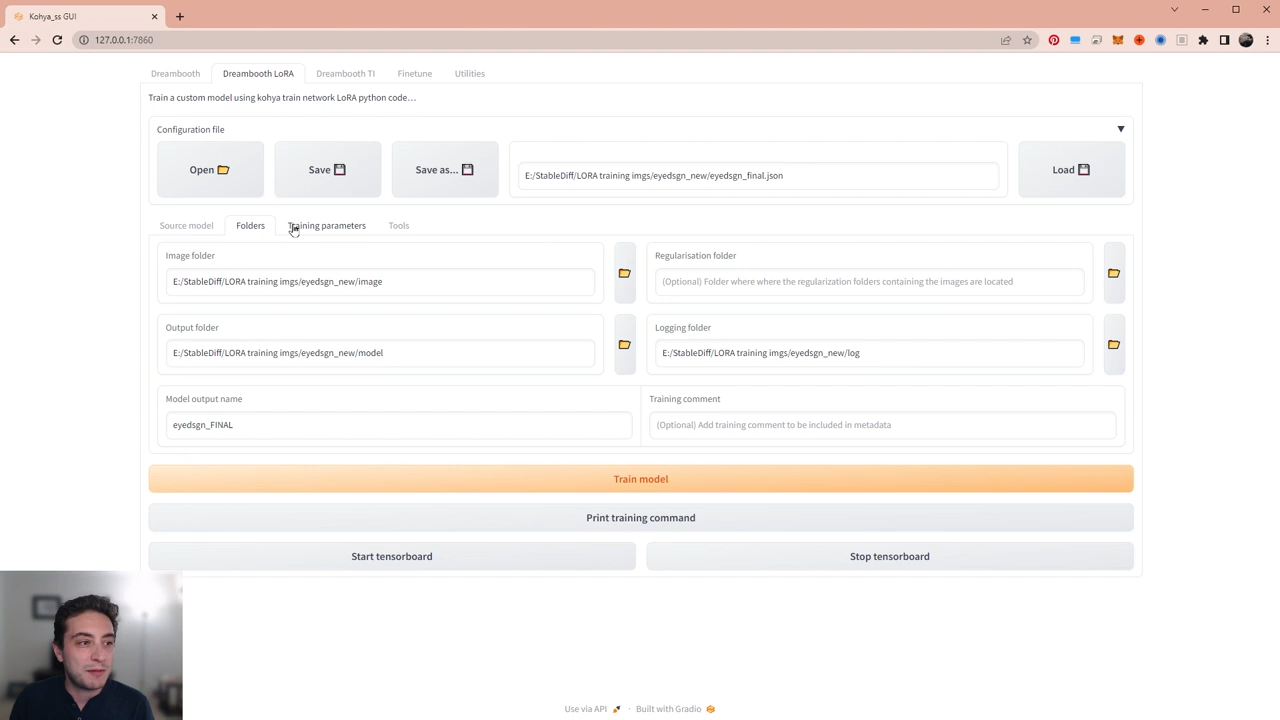 Kohya_ss GUI
127.0.0.1:7860
Dreambooth Dreambooth LoRA Dreambooth TI Finetune Utilities
Train a custom model using kohya train network LoRA python code…
Configuration file
Open Save Save as... E:/StableDiff/LORA training imgs/eyedsgn_new/eyedsgn_final.json Load
Source model Folders Training parameters Tools
Image folder Regularisation folder
E:/StableDiff/LORA training imgs/eyedsgn_new/image (Optional) Folder where where the regularization folders containing the images are located
Output folder Logging folder
E:/StableDiff/LORA training imgs/eyedsgn_new/model E:/StableDiff/LORA training imgs/eyedsgn_new/log
Model output name Training comment
eyedsgn_FINAL (Optional) Add training comment to be included in metadata
Train model
Print training command
Start tensorboard Stop tensorboard
Use via API · Built with Gradio